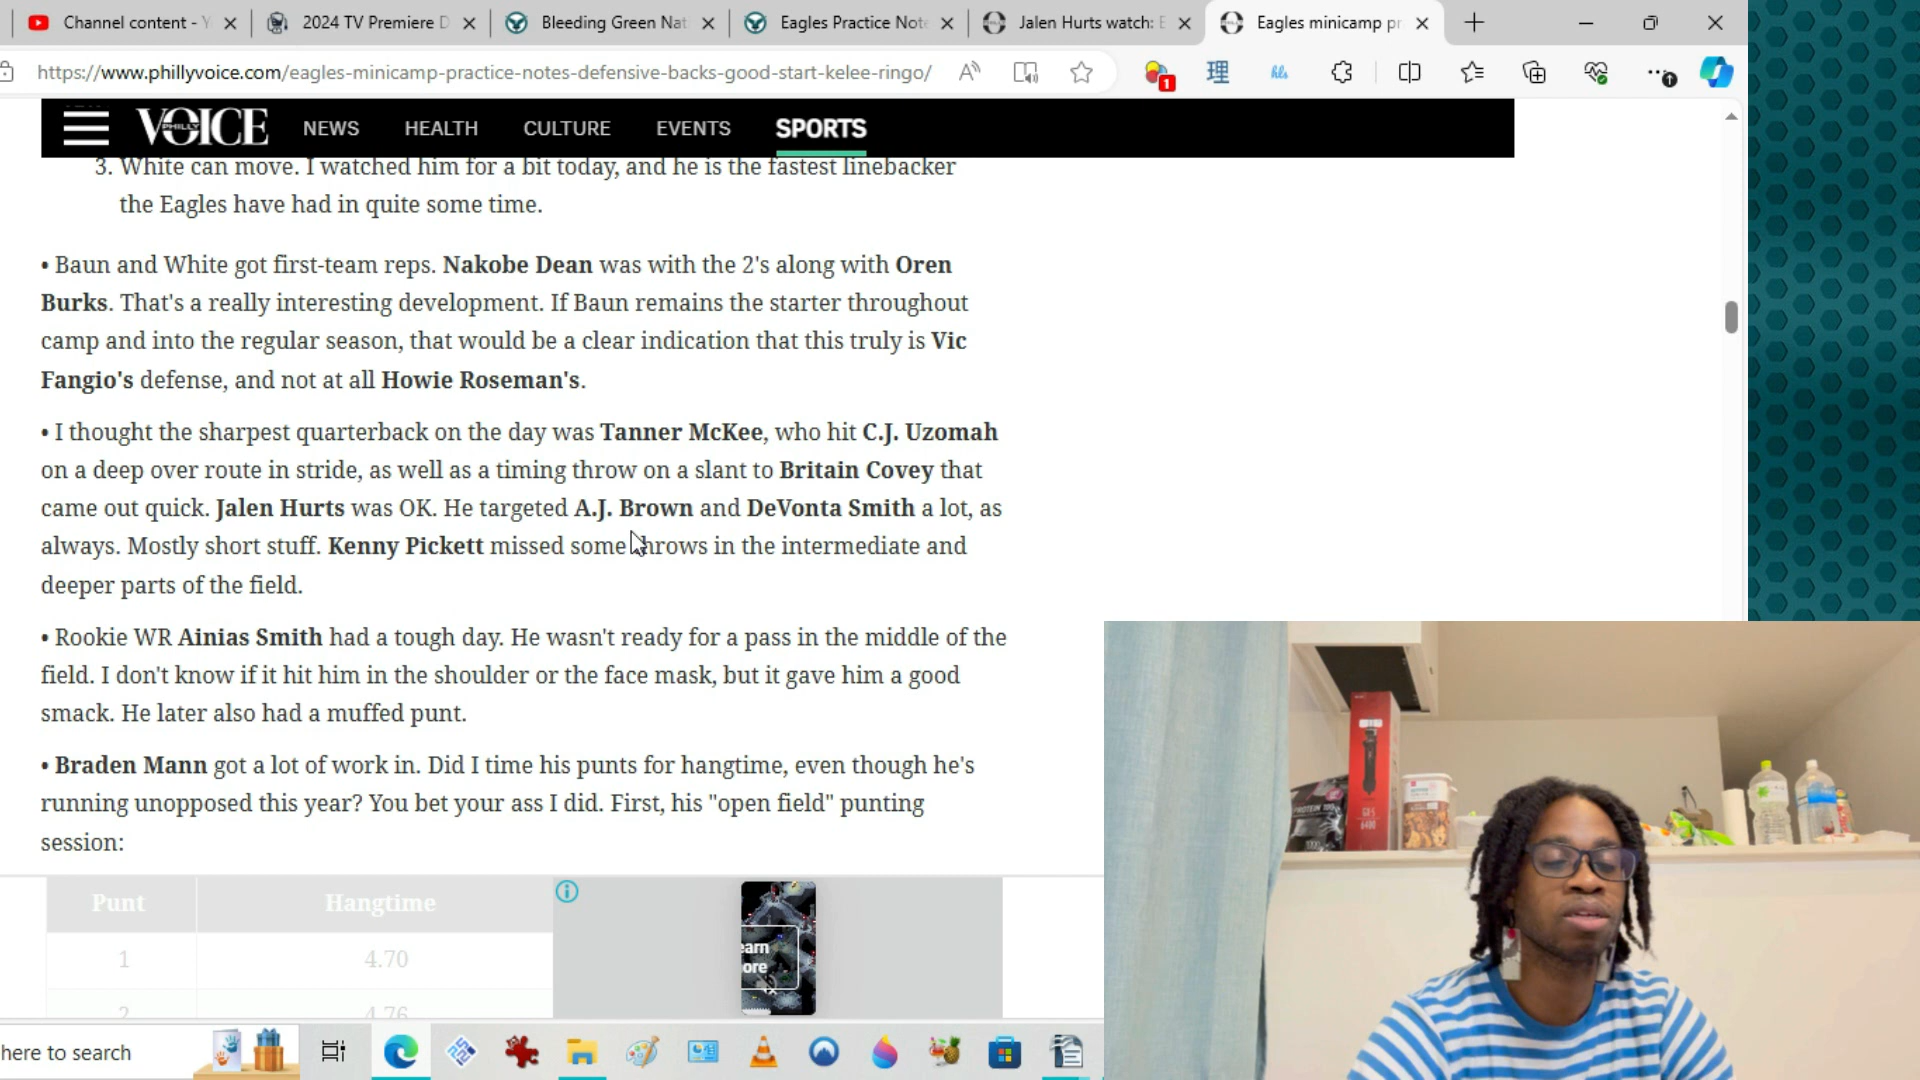 Channel content - Y
2024 TV Premiere D
Bleeding Green Nat
Eagles Practice Note
Jalen Hurts watch: E
Eagles minicamp pr
https://www.phillyvoice.com/eagles-minicamp-practice-notes-defensive-backs-good-start-kelee-ringo/
1
理
hls
PHILLY VOICE
NEWS
HEALTH
CULTURE
EVENTS
SPORTS
3. White can move. I watched him for a bit today, and he is the fastest linebacker
the Eagles have had in quite some time.
• Baun and White got first-team reps. Nakobe Dean was with the 2's along with Oren
Burks. That's a really interesting development. If Baun remains the starter throughout
camp and into the regular season, that would be a clear indication that this truly is Vic
Fangio's defense, and not at all Howie Roseman's.
• I thought the sharpest quarterback on the day was Tanner McKee, who hit C.J. Uzomah
on a deep over route in stride, as well as a timing throw on a slant to Britain Covey that
came out quick. Jalen Hurts was OK. He targeted A.J. Brown and DeVonta Smith a lot, as
always. Mostly short stuff. Kenny Pickett missed some throws in the intermediate and
deeper parts of the field.
• Rookie WR Ainias Smith had a tough day. He wasn't ready for a pass in the middle of the
field. I don't know if it hit him in the shoulder or the face mask, but it gave him a good
smack. He later also had a muffed punt.
• Braden Mann got a lot of work in. Did I time his punts for hangtime, even though he's
running unopposed this year? You bet your ass I did. First, his "open field" punting
session:
Punt
Hangtime
1
4.70
2
4.76
earn
ore
here to search